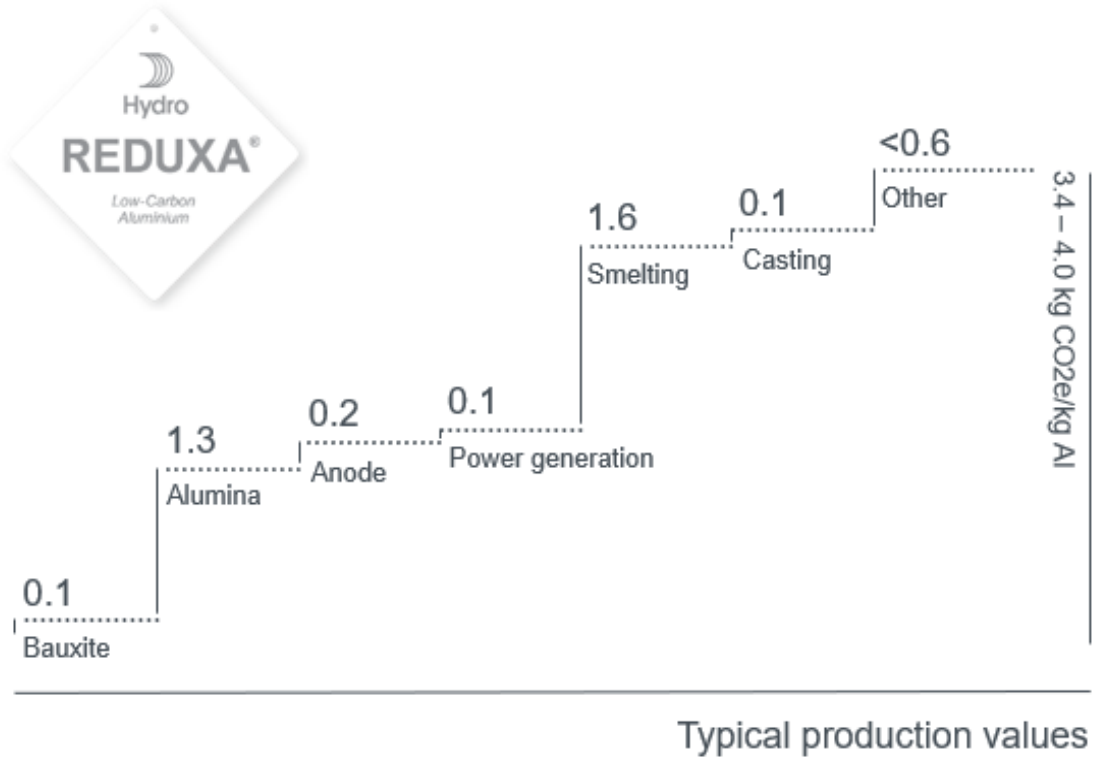 Hydro
REDUXA®
Low-Carbon
Aluminium
<0.6
Other
0.1
Casting
1.6
Smelting
0.1
Power generation
0.2
Anode
1.3
Alumina
0.1
Bauxite
3.4 – 4.0 kg CO2e/kg Al
Typical production values